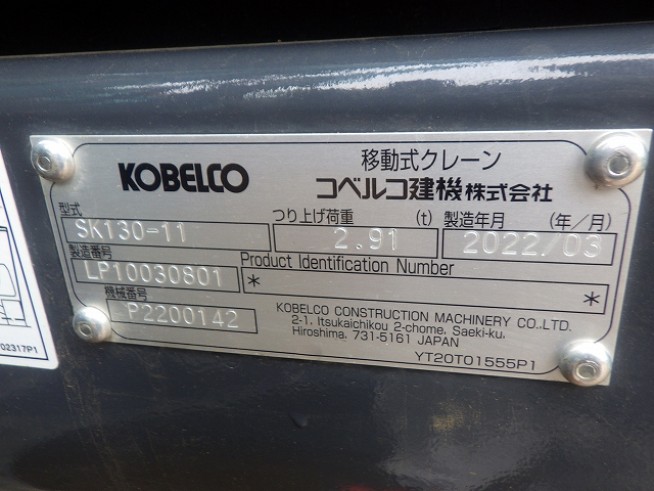 KOBELCO
移動式クレーン
コベルコ建機株式会社
型式
SK130-11
つり上げ荷重 (t)
2.91
製造年月 (年/月)
2022/03
製造番号
LP10030801
Product Identification Number
* *
機械番号
P2200142
KOBELCO CONSTRUCTION MACHINERY CO.,LTD.
2-1, Itsukaichikou 2-chome, Saeki-ku,
Hiroshima, 731-5161 JAPAN
YT20T01555P1
02317P1